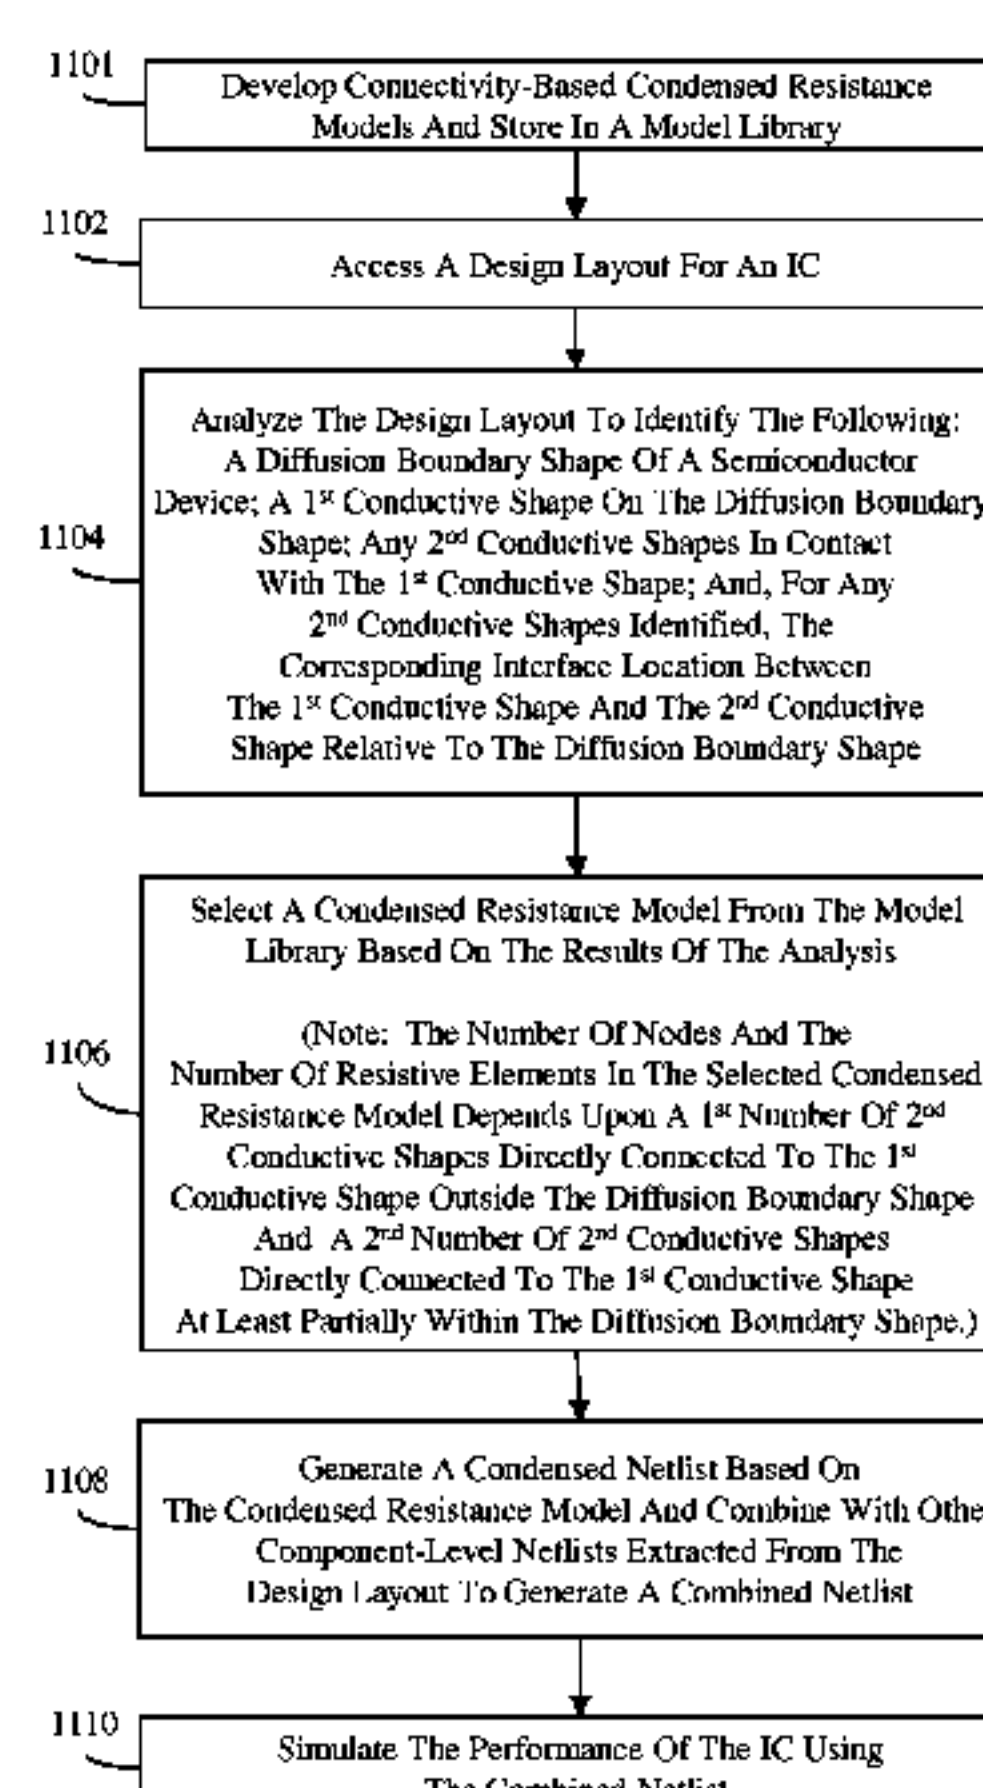 1101
Develop Connectivity-Based Condensed Resistance
Models And Store In A Model Library
1102
Access A Design Layout For An IC
1104
Analyze The Design Layout To Identify The Following:
A Diffusion Boundary Shape Of A Semiconductor
Device; A 1st Conductive Shape On The Diffusion Boundary
Shape; Any 2nd Conductive Shapes In Contact
With The 1st Conductive Shape; And, For Any
2nd Conductive Shapes Identified, The
Corresponding Interface Location Between
The 1st Conductive Shape And The 2nd Conductive
Shape Relative To The Diffusion Boundary Shape
1106
Select A Condensed Resistance Model From The Model
Library Based On The Results Of The Analysis
(Note: The Number Of Nodes And The
Number Of Resistive Elements In The Selected Condensed
Resistance Model Depends Upon A 1st Number Of 2nd
Conductive Shapes Directly Connected To The 1st
Conductive Shape Outside The Diffusion Boundary Shape
And A 2nd Number Of 2nd Conductive Shapes
Directly Connected To The 1st Conductive Shape
At Least Partially Within The Diffusion Boundary Shape.)
1108
Generate A Condensed Netlist Based On
The Condensed Resistance Model And Combine With Othe
Component-Level Netlists Extracted From The
Design Layout To Generate A Combined Netlist
1110
Simulate The Performance Of The IC Using
The Combined Netlist